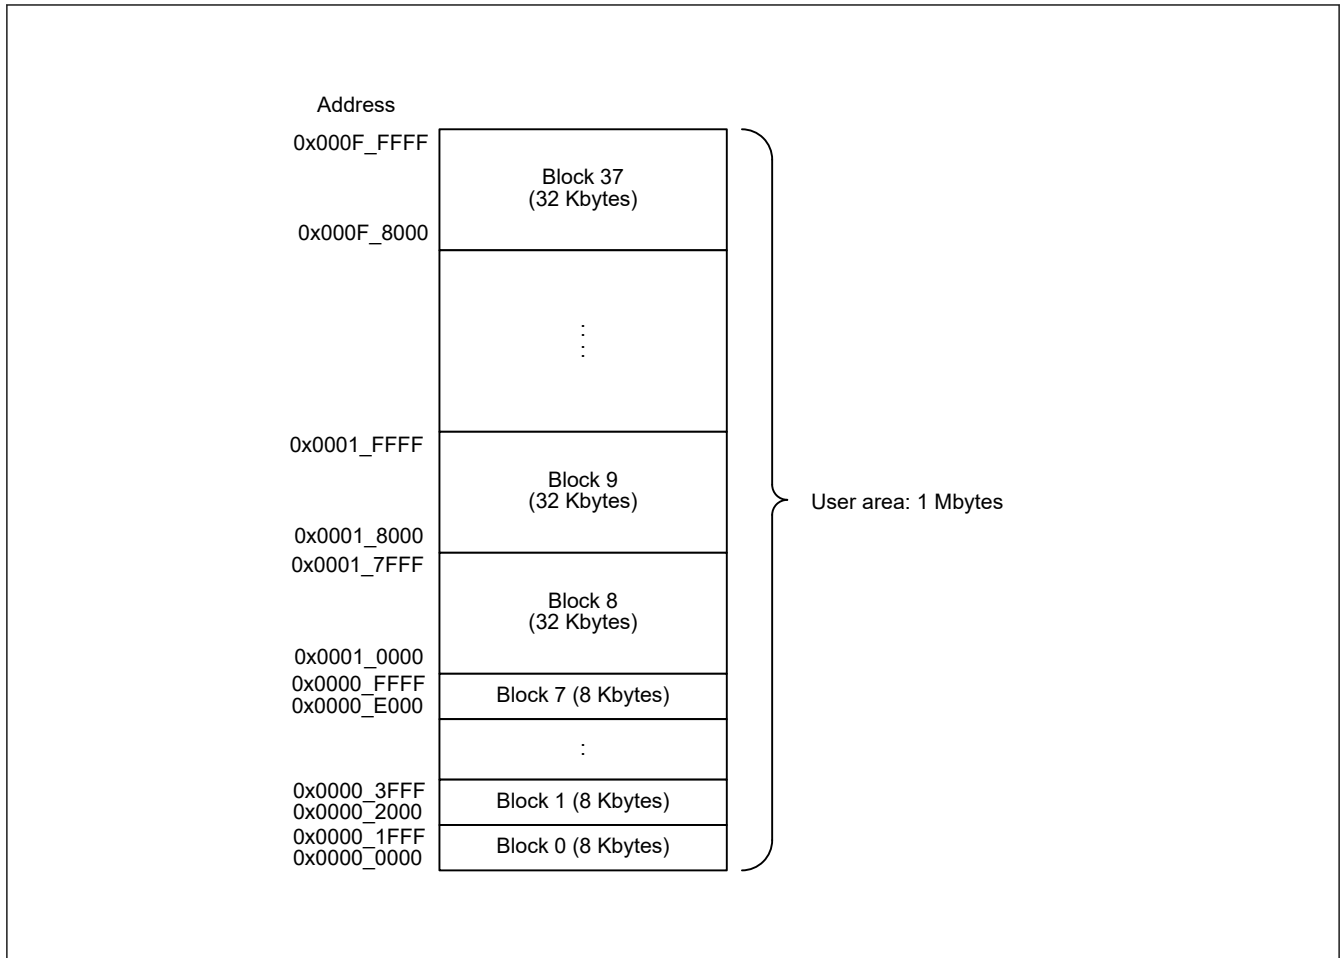 Address
0x000F_FFFF
Block 37
(32 Kbytes)
0x000F_8000
:
:
0x0001_FFFF
Block 9
(32 Kbytes)
User area: 1 Mbytes
0x0001_8000
0x0001_7FFF
Block 8
(32 Kbytes)
0x0001_0000
0x0000_FFFF
Block 7 (8 Kbytes)
0x0000_E000
:
0x0000_3FFF
Block 1 (8 Kbytes)
0x0000_2000
0x0000_1FFF
Block 0 (8 Kbytes)
0x0000_0000